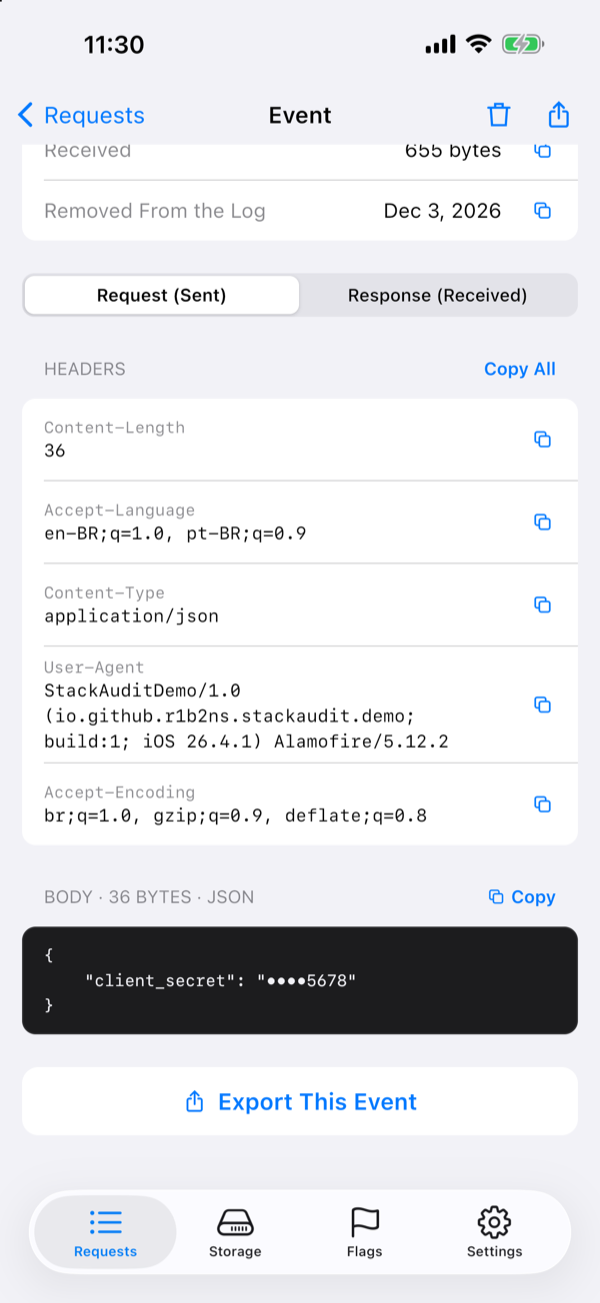 11:30
Requests
Event
Received
655 bytes
Removed From the Log
Dec 3, 2026
Request (Sent)
Response (Received)
HEADERS
Copy All
Content-Length
36
Accept-Language
en-BR;q=1.0, pt-BR;q=0.9
Content-Type
application/json
User-Agent
StackAuditDemo/1.0
(io.github.r1b2ns.stackaudit.demo;
build:1; iOS 26.4.1) Alamofire/5.12.2
Accept-Encoding
br;q=1.0, gzip;q=0.9, deflate;q=0.8
BODY · 36 BYTES · JSON
Copy
{
"client_secret": "••••5678"
}
Export This Event
Requests
Storage
Flags
Settings